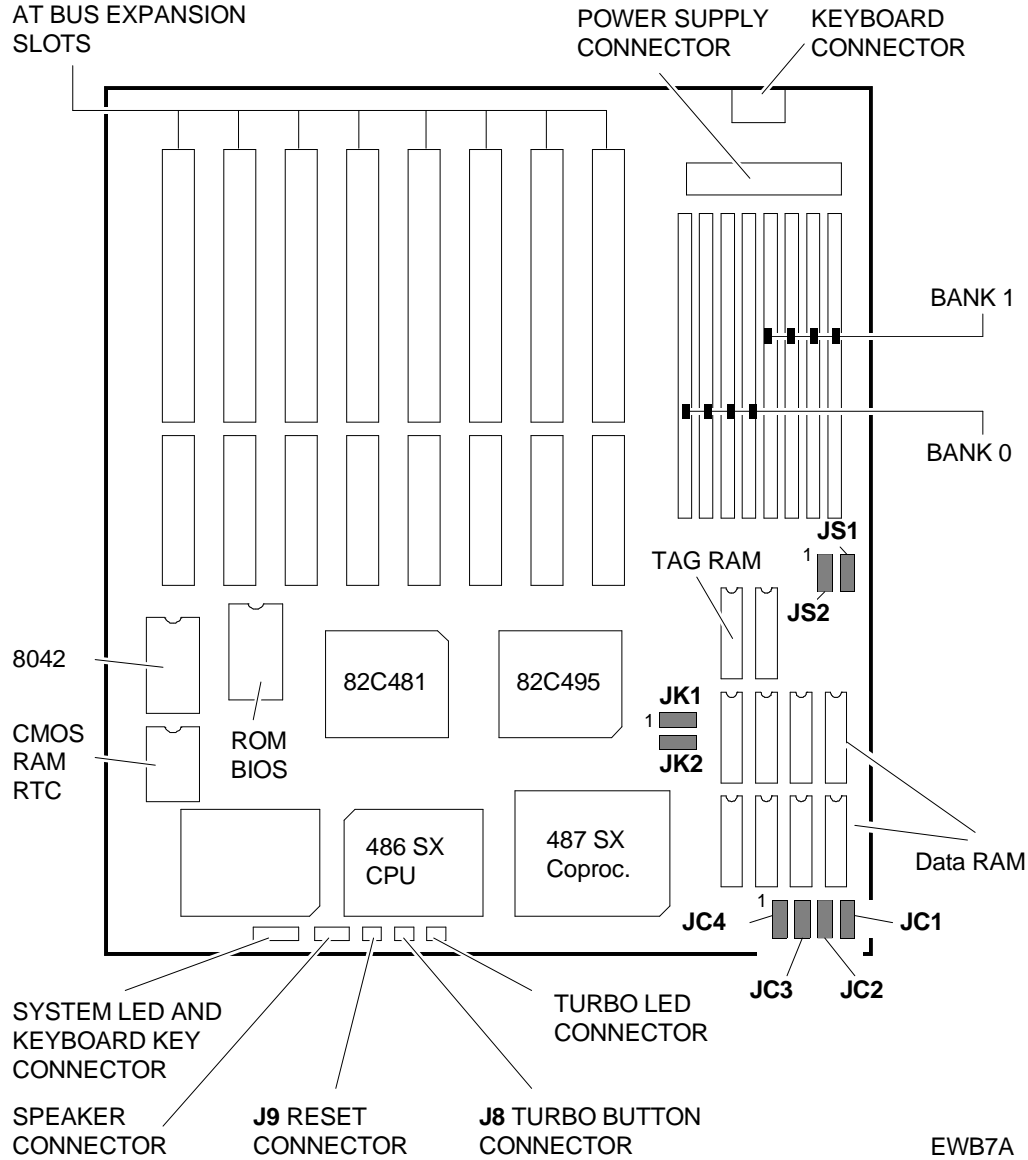 AT BUS EXPANSION
SLOTS
POWER SUPPLY
CONNECTOR
KEYBOARD
CONNECTOR
BANK 1
BANK 0
JS1
1
JS2
TAG RAM
8042
ROM
BIOS
82C481
82C495
JK1
1
JK2
CMOS
RAM
RTC
486 SX
CPU
487 SX
Coproc.
Data RAM
1
JC4
JC1
JC3
JC2
SYSTEM LED AND
KEYBOARD KEY
CONNECTOR
TURBO LED
CONNECTOR
SPEAKER
CONNECTOR
J9 RESET
CONNECTOR
J8 TURBO BUTTON
CONNECTOR
EWB7A